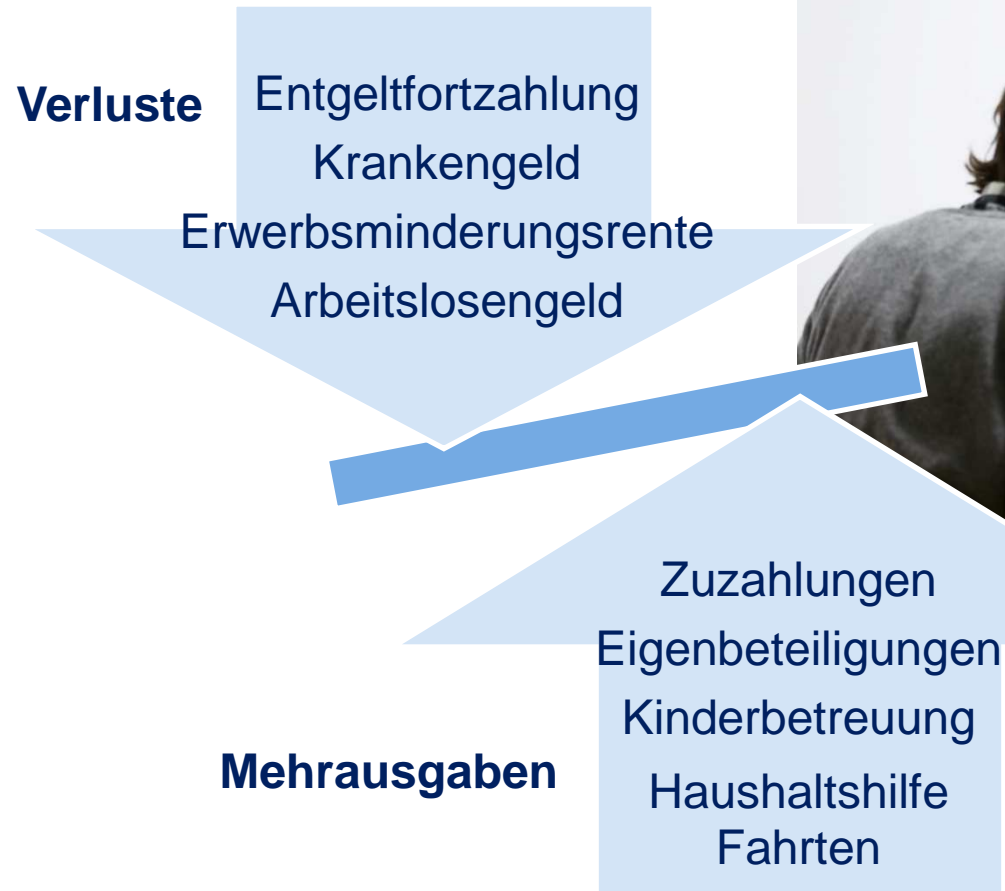 Verluste
Entgeltfortzahlung
Krankengeld
Erwerbsminderungsrente
Arbeitslosengeld
Zuzahlungen
Eigenbeteiligungen
Kinderbetreuung
Mehrausgaben
Haushaltshilfe
Fahrten